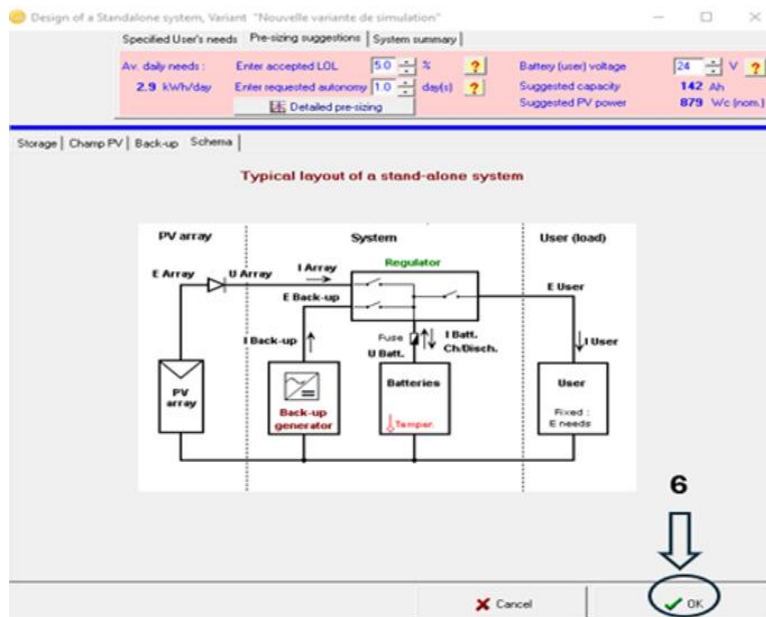 Design of a Standalone system, Variant "Nouvelle variante de simulation"
Specified User's needs Pre-sizing suggestions System summary
Av. daily needs : Enter accepted LOL 5.0 % ? Battery (user) voltage 24 V ?
2.9 kWh/day Enter requested autonomy 1.0 day(s) ? Suggested capacity 142 Ah
Detailed pre-sizing Suggested PV power 879 Wc (nom.)
Storage Champ PV Back-up Schema
Typical layout of a stand-alone system
PV array System User (load)
Regulator
E Array U Array I Array E User
E Back-up
I Back-up Fuse I Batt. I User
U Batt. Ch/Disch.
PV array
Back-up generator
Batteries
Temper.
User
Fixed :
E needs
6
Cancel OK